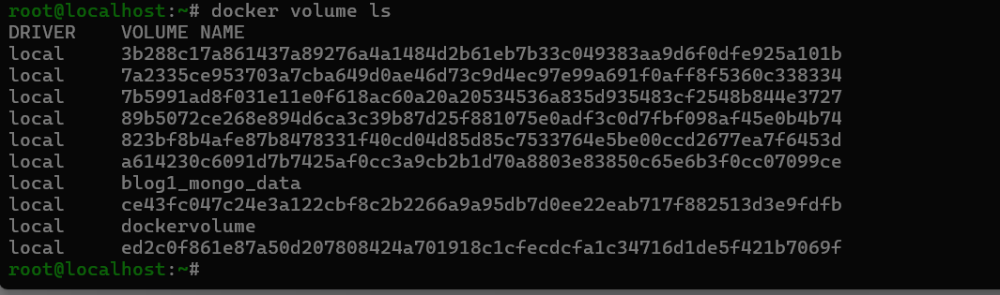 root@localhost:~# docker volume ls
DRIVER    VOLUME NAME
local     3b288c17a861437a89276a4a1484d2b61eb7b33c049383aa9d6f0dfe925a101b
local     7a2335ce953703a7cba649d0ae46d73c9d4ec97e99a691f0aff8f5360c338334
local     7b5991ad8f031e11e0f618ac60a20a20534536a835d935483cf2548b844e3727
local     89b5072ce268e894d6ca3c39b87d25f881075e0adf3c0d7fbf098af45e0b4b74
local     823bf8b4afe87b8478331f40cd04d85d85c7533764e5be00ccd2677ea7f6453d
local     a614230c6091d7b7425af0cc3a9cb2b1d70a8803e83850c65e6b3f0cc07099ce
local     blog1_mongo_data
local     ce43fc047c24e3a122cbf8c2b2266a9a95db7d0ee22eab717f882513d3e9fdfb
local     dockervolume
local     ed2c0f861e87a50d207808424a701918c1cfecdcfa1c34716d1de5f421b7069f
root@localhost:~#